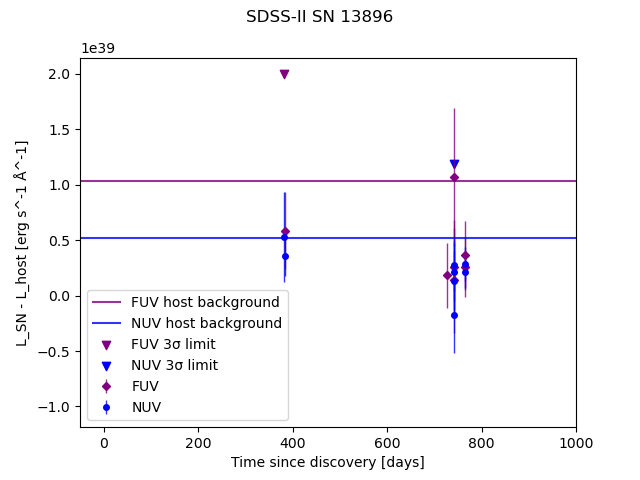 SDSS-II SN 13896
1e39
2.0
1.5
1.0
0.5
0.0
−0.5
−1.0
L_SN - L_host [erg s^-1 Å^-1]
FUV host background
NUV host background
FUV 3σ limit
NUV 3σ limit
FUV
NUV
0 200 400 600 800 1000
Time since discovery [days]